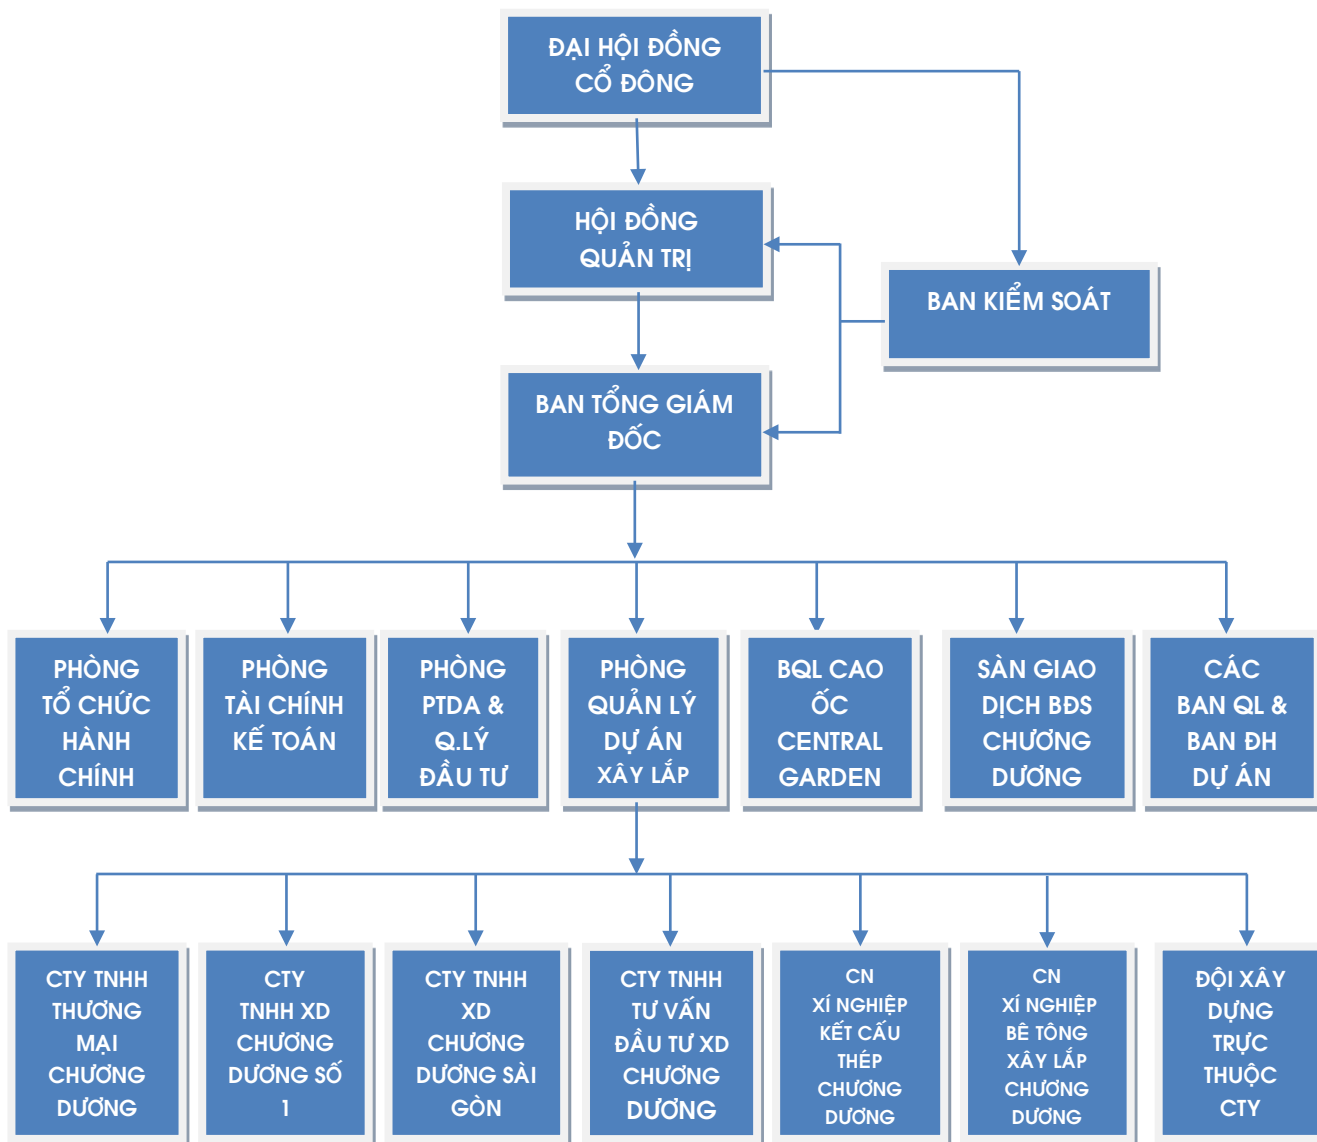 ĐẠI HỘI ĐỒNG
CỔ ĐÔNG
HỘI ĐỒNG
QUẢN TRỊ
BAN KIỂM SOÁT
BAN TỔNG GIÁM
ĐỐC
PHÒNG
TỔ CHỨC
HÀNH
CHÍNH
PHÒNG
TÀI CHÍNH
KẾ TOÁN
PHÒNG
PTDA &
Q.LÝ
ĐẦU TƯ
PHÒNG
QUẢN LÝ
DỰ ÁN
XÂY LẮP
BQL CAO
ỐC
CENTRAL
GARDEN
SÀN GIAO
DỊCH BĐS
CHƯƠNG
DƯƠNG
CÁC
BAN QL &
BAN ĐH
DỰ ÁN
CTY TNHH
THƯƠNG
MẠI
CHƯƠNG
DƯƠNG
CTY
TNHH XD
CHƯƠNG
DƯƠNG SỐ
1
CTY TNHH
XD
CHƯƠNG
DƯƠNG SÀI
GÒN
CTY TNHH
TƯ VẤN
ĐẦU TƯ XD
CHƯƠNG
DƯƠNG
CN
XÍ NGHIỆP
KẾT CẤU
THÉP
CHƯƠNG
DƯƠNG
CN
XÍ NGHIỆP
BÊ TÔNG
XÂY LẮP
CHƯƠNG
DƯƠNG
ĐỘI XÂY
DỰNG
TRỰC
THUỘC
CTY